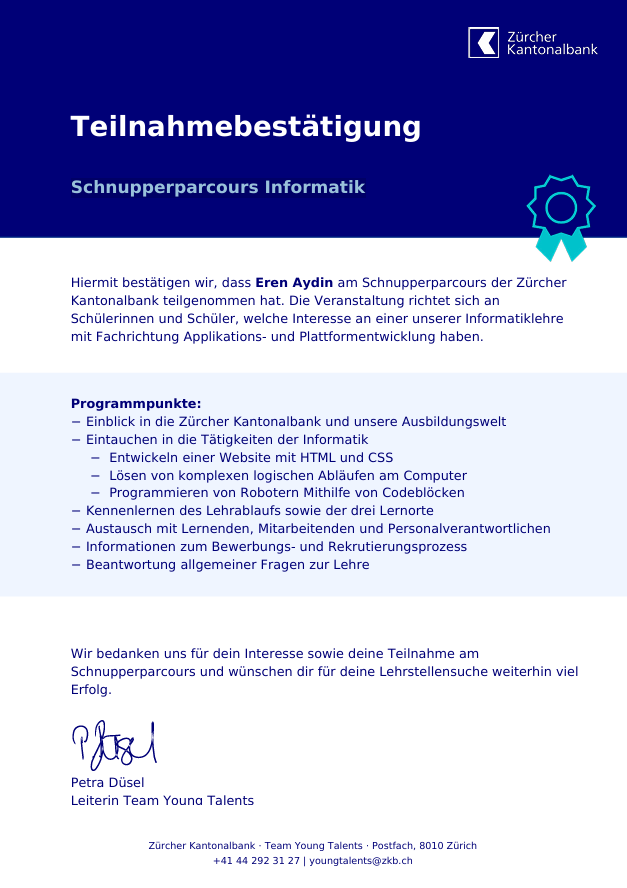 Zürcher
Kantonalbank
Teilnahmebestätigung
Schnupperparcours Informatik
Hiermit bestätigen wir, dass Eren Aydin am Schnupperparcours der Zürcher
Kantonalbank teilgenommen hat. Die Veranstaltung richtet sich an
Schülerinnen und Schüler, welche Interesse an einer unserer Informatiklehre
mit Fachrichtung Applikations- und Plattformentwicklung haben.
Programmpunkte:
− Einblick in die Zürcher Kantonalbank und unsere Ausbildungswelt
− Eintauchen in die Tätigkeiten der Informatik
− Entwickeln einer Website mit HTML und CSS
− Lösen von komplexen logischen Abläufen am Computer
− Programmieren von Robotern Mithilfe von Codeblöcken
− Kennenlernen des Lehrablaufs sowie der drei Lernorte
− Austausch mit Lernenden, Mitarbeitenden und Personalverantwortlichen
− Informationen zum Bewerbungs- und Rekrutierungsprozess
− Beantwortung allgemeiner Fragen zur Lehre
Wir bedanken uns für dein Interesse sowie deine Teilnahme am
Schnupperparcours und wünschen dir für deine Lehrstellensuche weiterhin viel
Erfolg.
Petra Düsel
Leiterin Team Young Talents
Zürcher Kantonalbank · Team Young Talents · Postfach, 8010 Zürich
+41 44 292 31 27 | youngtalents@zkb.ch